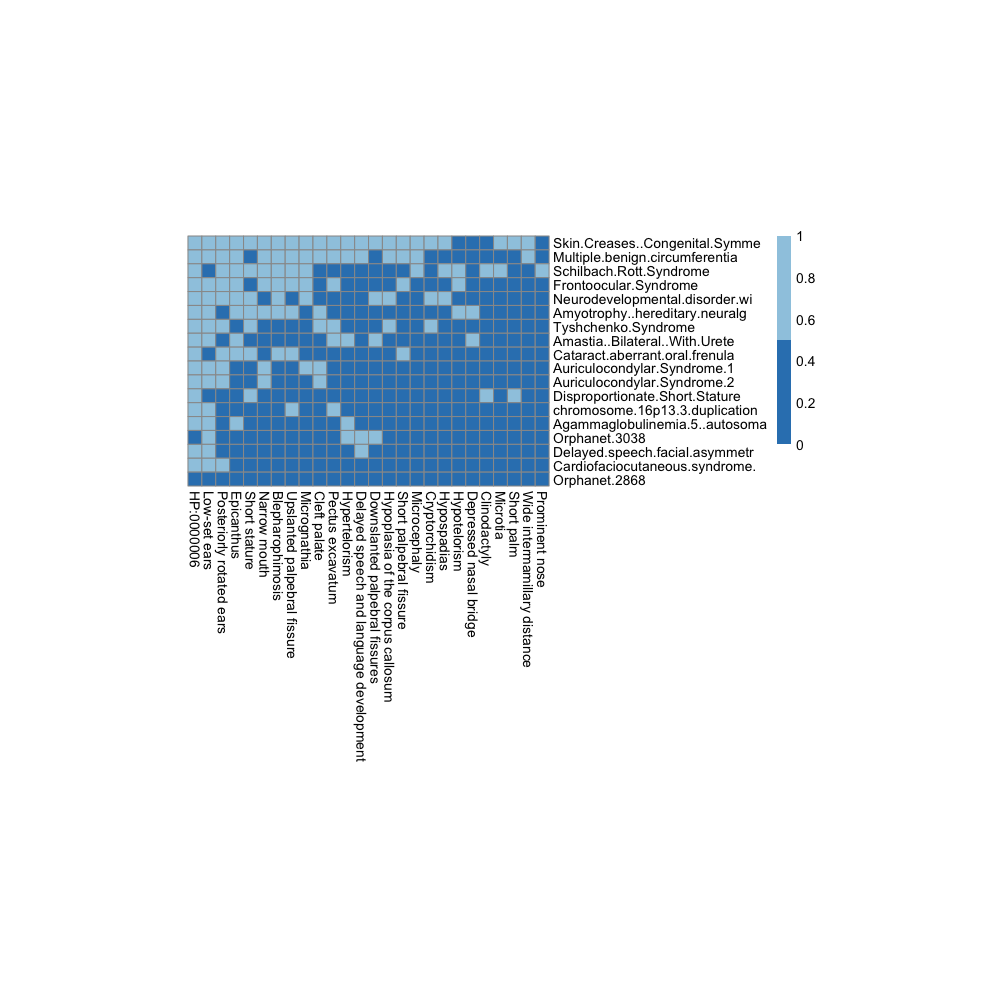 Skin.Creases..Congenital.Symme
Multiple.benign.circumferentia
Schilbach.Rott.Syndrome
Frontoocular.Syndrome
Neurodevelopmental.disorder.wi
Amyotrophy..hereditary.neuralg
Tyshchenko.Syndrome
Amastia..Bilateral..With.Urete
Cataract.aberrant.oral.frenula
Auriculocondylar.Syndrome.1
Auriculocondylar.Syndrome.2
Disproportionate.Short.Stature
chromosome.16p13.3.duplication
Agammaglobulinemia.5..autosoma
Orphanet.3038
Delayed.speech.facial.asymmetr
Cardiofaciocutaneous.syndrome.
Orphanet.2868
1
0.8
0.6
0.4
0.2
0
HP:0000006
Low-set ears
Posteriorly rotated ears
Epicanthus
Short stature
Narrow mouth
Blepharophimosis
Upslanted palpebral fissure
Micrognathia
Cleft palate
Pectus excavatum
Hypertelorism
Delayed speech and language development
Downslanted palpebral fissures
Hypoplasia of the corpus callosum
Short palpebral fissure
Microcephaly
Cryptorchidism
Hypospadias
Hypotelorism
Depressed nasal bridge
Clinodactyly
Microtia
Short palm
Wide intermamillary distance
Prominent nose